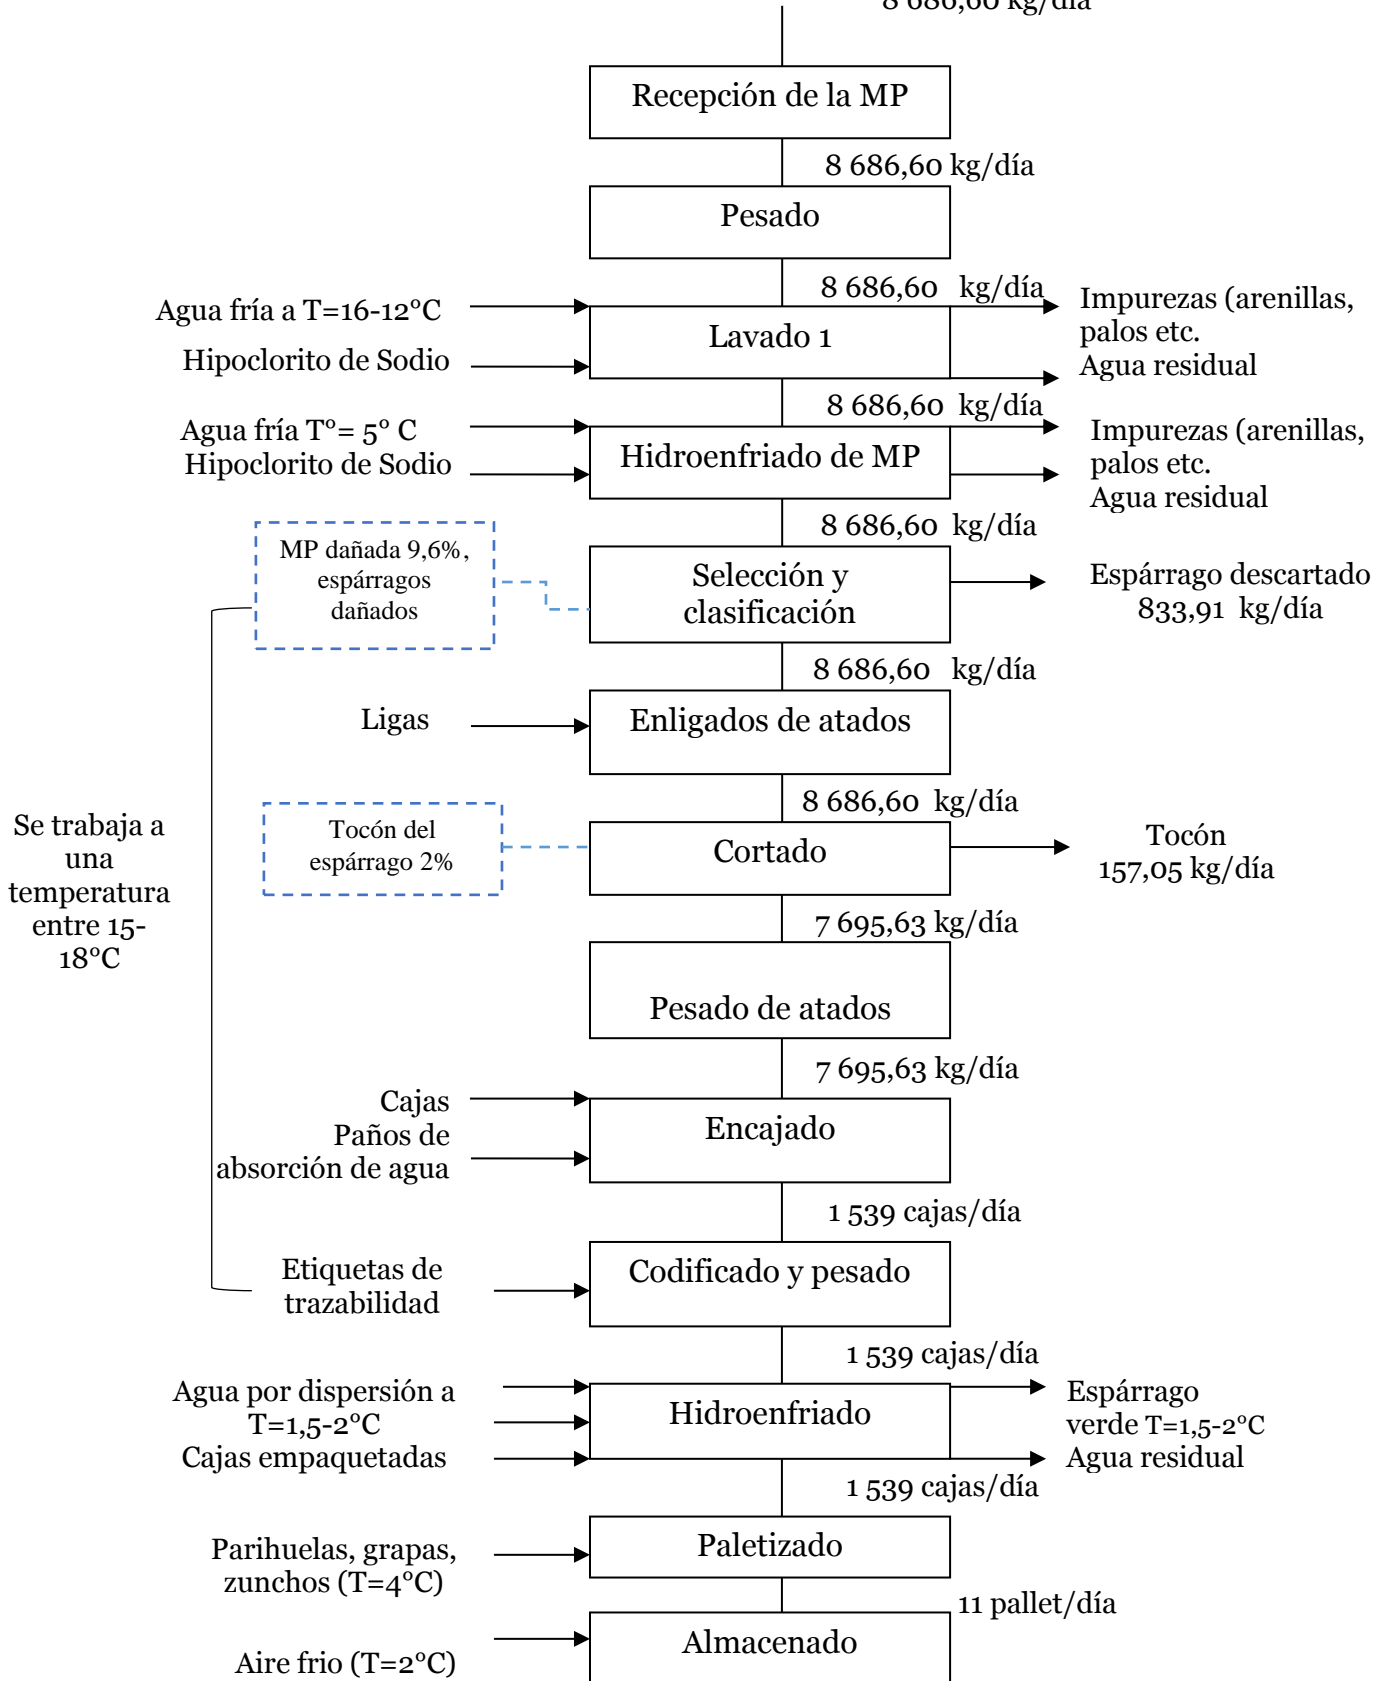 8 686,60 kg/día
Recepción de la MP
8 686,60 kg/día
Pesado
8 686,60 kg/día
Agua fría a T=16-12°C
Hipoclorito de Sodio
Lavado 1
Impurezas (arenillas,
palos etc.
Agua residual
8 686,60 kg/día
Agua fría T°= 5° C
Hipoclorito de Sodio
Hidroenfriado de MP
Impurezas (arenillas,
palos etc.
Agua residual
8 686,60 kg/día
MP dañada 9,6%,
espárragos
dañados
Selección y
clasificación
Espárrago descartado
833,91 kg/día
8 686,60 kg/día
Ligas
Enligados de atados
8 686,60 kg/día
Se trabaja a
una
temperatura
entre 15-
18°C
Tocón del
espárrago 2%
Cortado
Tocón
157,05 kg/día
7 695,63 kg/día
Pesado de atados
7 695,63 kg/día
Cajas
Paños de
absorción de agua
Encajado
1 539 cajas/día
Etiquetas de
trazabilidad
Codificado y pesado
1 539 cajas/día
Agua por dispersión a
T=1,5-2°C
Cajas empaquetadas
Hidroenfriado
Espárrago
verde T=1,5-2°C
Agua residual
1 539 cajas/día
Parihuelas, grapas,
zunchos (T=4°C)
Paletizado
11 pallet/día
Aire frio (T=2°C)
Almacenado